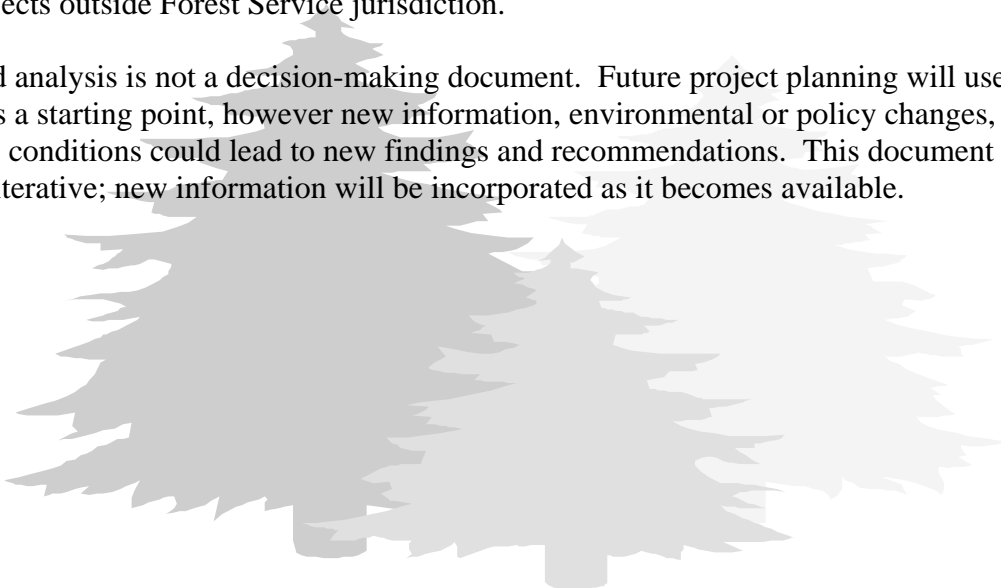 ects outside Forest Service jurisdiction.
d analysis is not a decision-making document.  Future project planning will use
s a starting point, however new information, environmental or policy changes,
conditions could lead to new findings and recommendations.  This document
terative; new information will be incorporated as it becomes available.